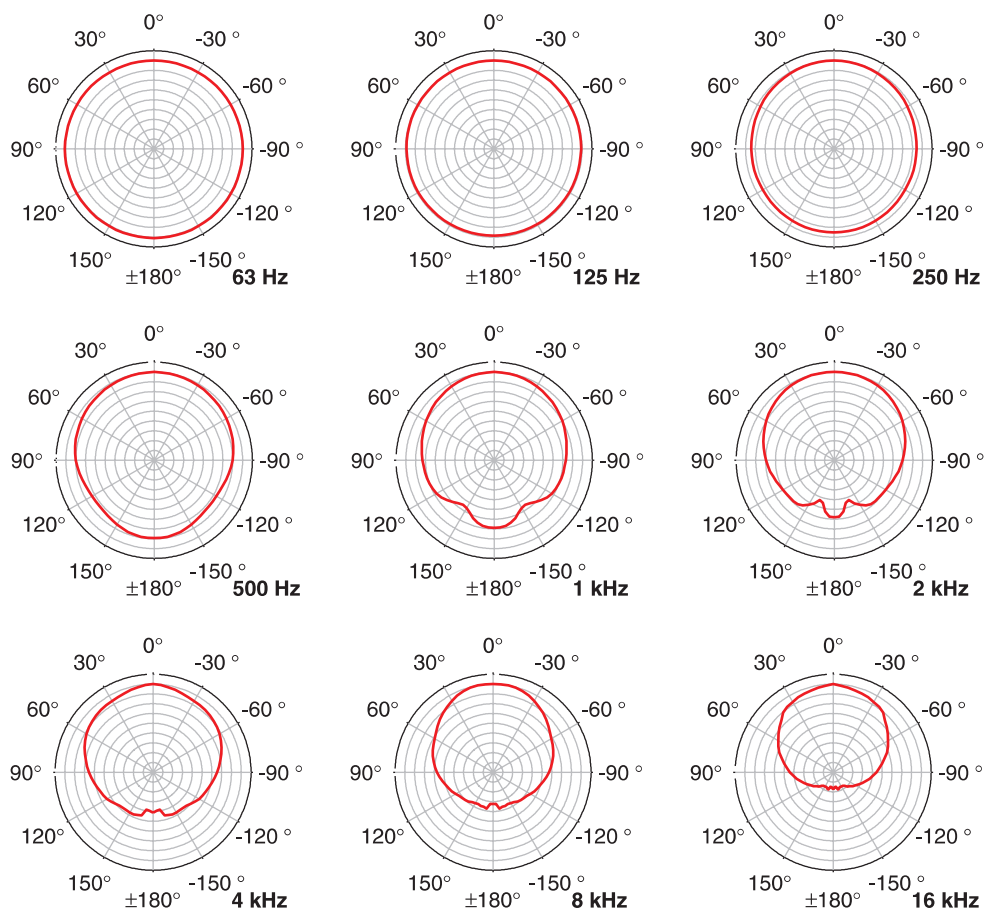 0° 0° 0°
30° -30 ° 30° -30 ° 30° -30 °
60° -60 ° 60° -60 ° 60° -60 °
90° -90 ° 90° -90 ° 90° -90 °
120° -120 ° 120° -120 ° 120° -120 °
150° -150 ° 150° -150 ° 150° -150 °
±180° 63 Hz ±180° 125 Hz ±180° 250 Hz
0° 0° 0°
30° -30 ° 30° -30 ° 30° -30 °
60° -60 ° 60° -60 ° 60° -60 °
90° -90 ° 90° -90 ° 90° -90 °
120° -120 ° 120° -120 ° 120° -120 °
150° -150 ° 150° -150 ° 150° -150 °
±180° 500 Hz ±180° 1 kHz ±180° 2 kHz
0° 0° 0°
30° -30 ° 30° -30 ° 30° -30 °
60° -60 ° 60° -60 ° 60° -60 °
90° -90 ° 90° -90 ° 90° -90 °
120° -120 ° 120° -120 ° 120° -120 °
150° -150 ° 150° -150 ° 150° -150 °
±180° 4 kHz ±180° 8 kHz ±180° 16 kHz